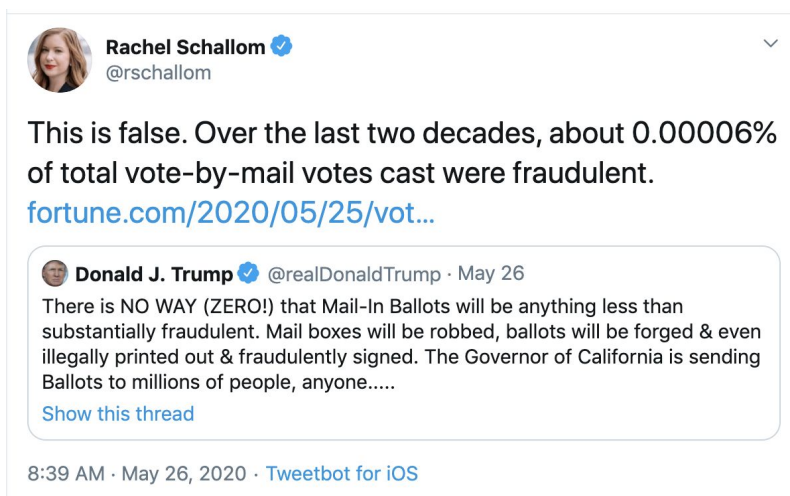 Rachel Schallom
@rschallom
This is false. Over the last two decades, about 0.00006%
of total vote-by-mail votes cast were fraudulent.
fortune.com/2020/05/25/vot...
Donald J. Trump @realDonaldTrump · May 26
There is NO WAY (ZERO!) that Mail-In Ballots will be anything less than
substantially fraudulent. Mail boxes will be robbed, ballots will be forged & even
illegally printed out & fraudulently signed. The Governor of California is sending
Ballots to millions of people, anyone.....
Show this thread
8:39 AM · May 26, 2020 · Tweetbot for iOS